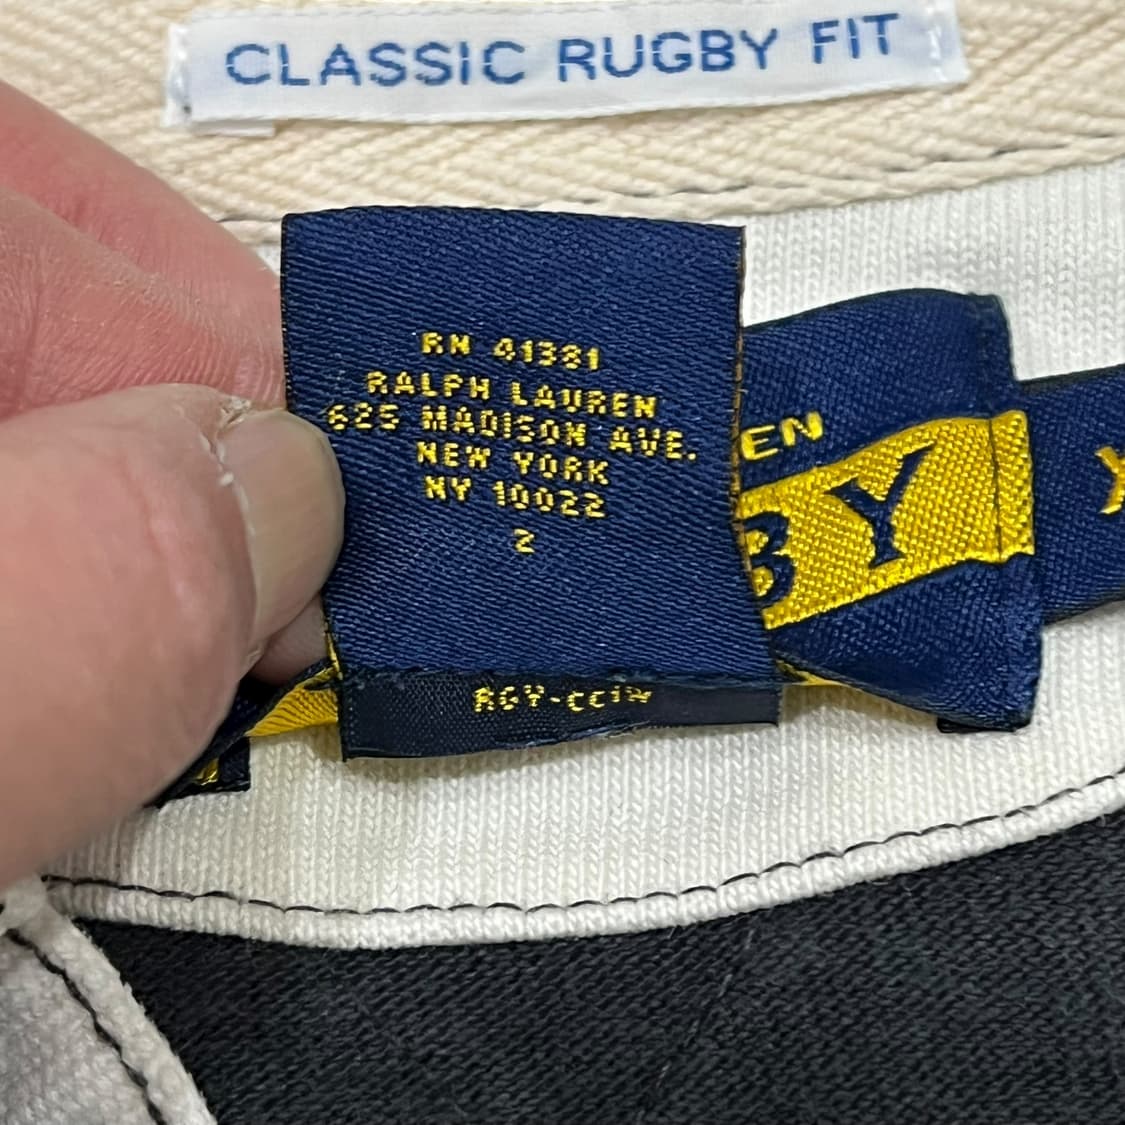 CLASSIC RUGBY FIT
RN 41381
RALPH LAUREN
625 MADISON AVE.
NEW YORK
NY 10022
2
EN
BY
X
RGY-CC1W